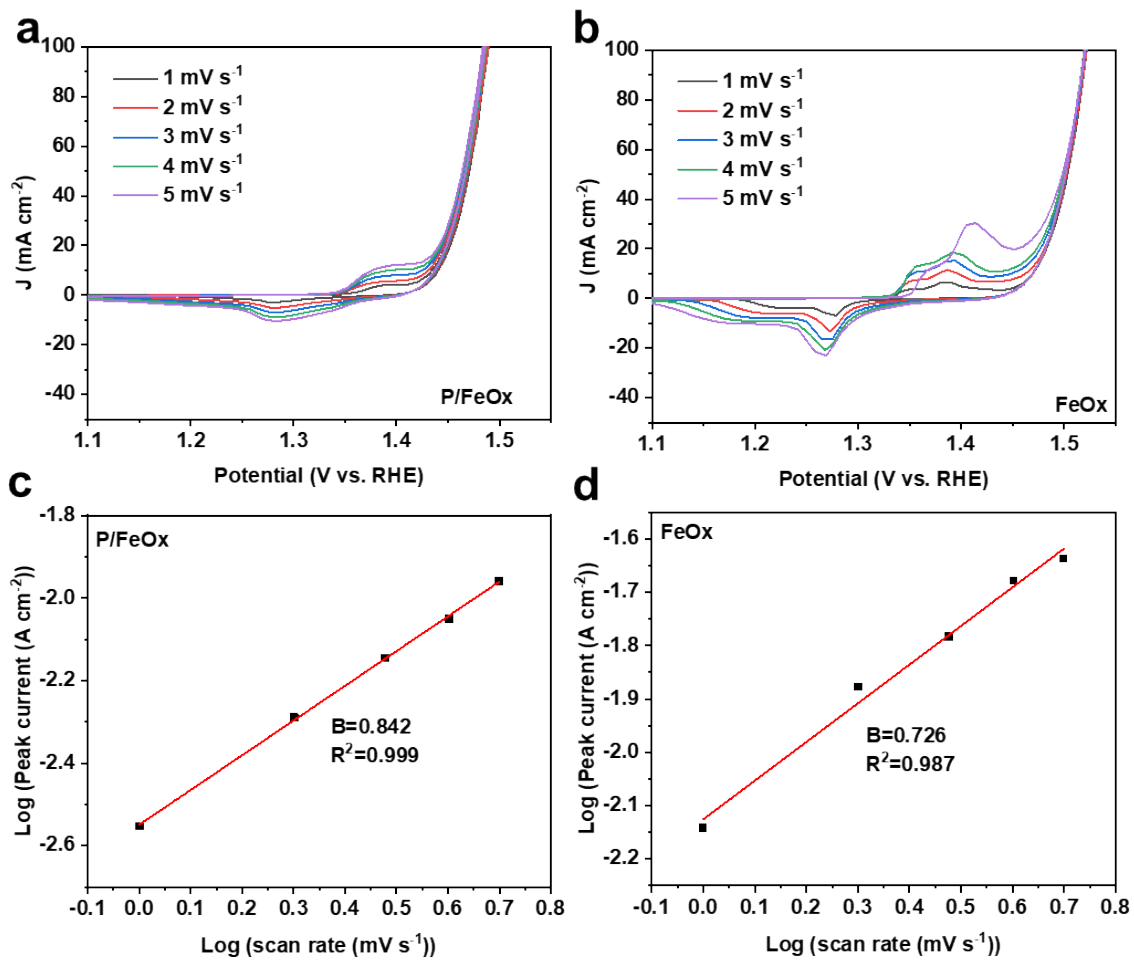 a
100
80
60
40
20
0
-20
-40
J (mA cm⁻²)
1 mV s⁻¹
2 mV s⁻¹
3 mV s⁻¹
4 mV s⁻¹
5 mV s⁻¹
P/FeOx
1.1 1.2 1.3 1.4 1.5
Potential (V vs. RHE)
b
100
80
60
40
20
0
-20
-40
J (mA cm⁻²)
1 mV s⁻¹
2 mV s⁻¹
3 mV s⁻¹
4 mV s⁻¹
5 mV s⁻¹
FeOx
1.1 1.2 1.3 1.4 1.5
Potential (V vs. RHE)
c
-1.8
-2.0
-2.2
-2.4
-2.6
Log (Peak current (A cm⁻²))
P/FeOx
B=0.842
R²=0.999
-0.1 0.0 0.1 0.2 0.3 0.4 0.5 0.6 0.7 0.8
Log (scan rate (mV s⁻¹))
d
-1.6
-1.7
-1.8
-1.9
-2.0
-2.1
-2.2
Log (Peak current (A cm⁻²))
FeOx
B=0.726
R²=0.987
-0.1 0.0 0.1 0.2 0.3 0.4 0.5 0.6 0.7 0.8
Log (scan rate (mV s⁻¹))